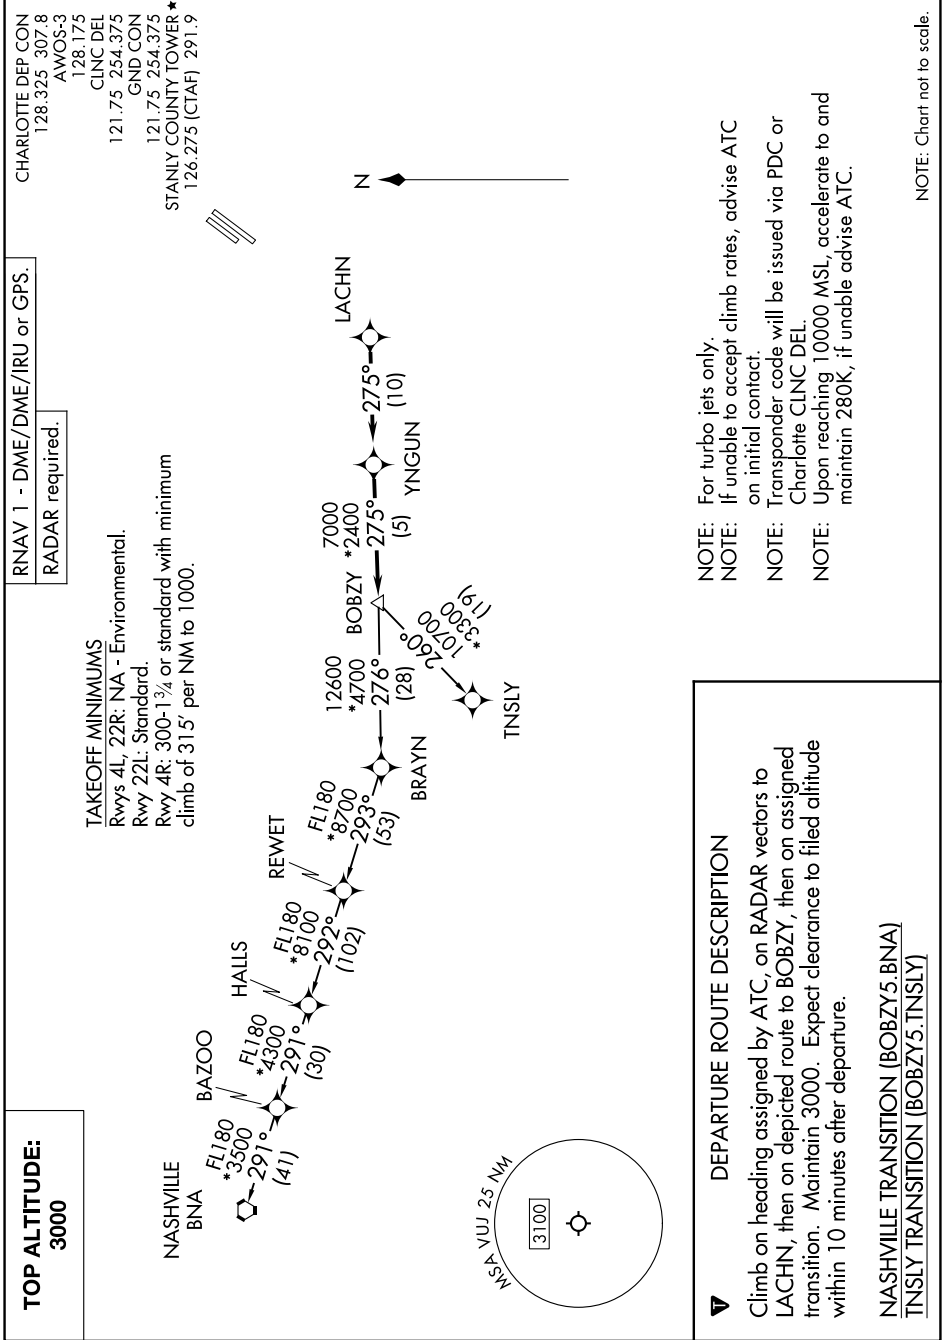 TOP ALTITUDE:
3000
RNAV 1 - DME/DME/IRU or GPS.
RADAR required.
CHARLOTTE DEP CON
128.325 307.8
AWOS-3
128.175
CLNC DEL
121.75 254.375
GND CON
121.75 254.375
STANLY COUNTY TOWER ★
126.275 (CTAF) 291.9
TAKEOFF MINIMUMS
Rwys 4L, 22R: NA - Environmental.
Rwy 22L: Standard.
Rwy 4R: 300-1¾ or standard with minimum
climb of 315' per NM to 1000.
NASHVILLE
BNA
FL180
*3500
291°
(41)
BAZOO
FL180
*4300
291°
(30)
HALLS
FL180
*8100
292°
(102)
REWET
FL180
*8700
293°
(53)
BRAYN
12600
*4700
276°
(28)
BOBZY
7000
*2400
275°
(5)
YNGUN
275°
(10)
LACHN
N
260°
10700
*3300
(19)
TNSLY
MSA VUJ 25 NM
3100
NOTE: For turbo jets only.
NOTE: If unable to accept climb rates, advise ATC
on initial contact.
NOTE: Transponder code will be issued via PDC or
Charlotte CLNC DEL.
NOTE: Upon reaching 10000 MSL, accelerate to and
maintain 280K, if unable advise ATC.
NOTE: Chart not to scale.
T
DEPARTURE ROUTE DESCRIPTION
Climb on heading assigned by ATC, on RADAR vectors to
LACHN, then on depicted route to BOBZY, then on assigned
transition. Maintain 3000. Expect clearance to filed altitude
within 10 minutes after departure.
NASHVILLE TRANSITION (BOBZY5.BNA)
TNSLY TRANSITION (BOBZY5.TNSLY)